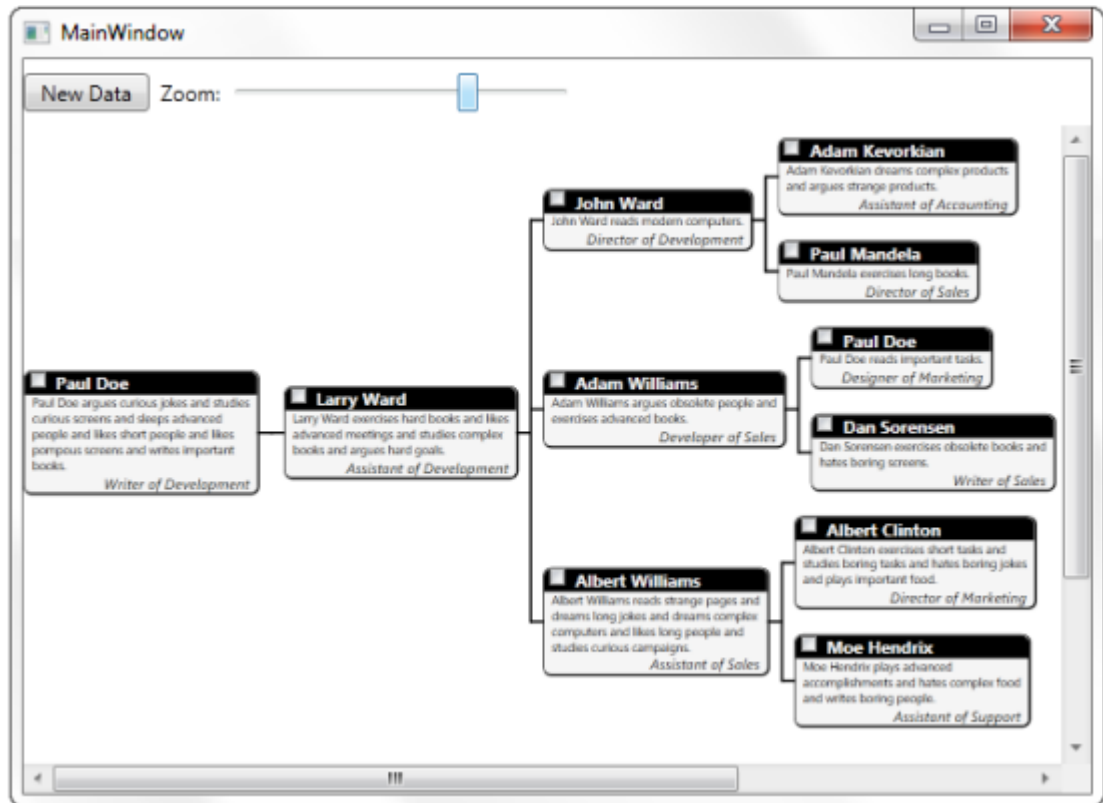 MainWindow
New Data
Zoom:
Paul Doe
Paul Doe argues curious jokes and studies
curious screens and sleeps advanced
people and likes short people and likes
pompous screens and writes important
books.
Writer of Development
Larry Ward
Larry Ward exercises hard books and likes
advanced meetings and studies complex
books and argues hard goals.
Assistant of Development
John Ward
John Ward reads modern computers.
Director of Development
Adam Kevorkian
Adam Kevorkian dreams complex products
and argues strange products.
Assistant of Accounting
Paul Mandela
Paul Mandela exercises long books.
Director of Sales
Adam Williams
Adam Williams argues obsolete people and
exercises advanced books.
Developer of Sales
Paul Doe
Paul Doe reads important tasks.
Designer of Marketing
Dan Sorensen
Dan Sorensen exercises obsolete books and
hates boring screens.
Writer of Sales
Albert Williams
Albert Williams reads strange pages and
dreams long jokes and dreams complex
computers and likes long people and
studies curious campaigns.
Assistant of Sales
Albert Clinton
Albert Clinton exercises short tasks and
studies boring tasks and hates boring jokes
and plays important food.
Director of Marketing
Moe Hendrix
Moe Hendrix plays advanced
accomplishments and hates complex food
and writes boring people.
Assistant of Support